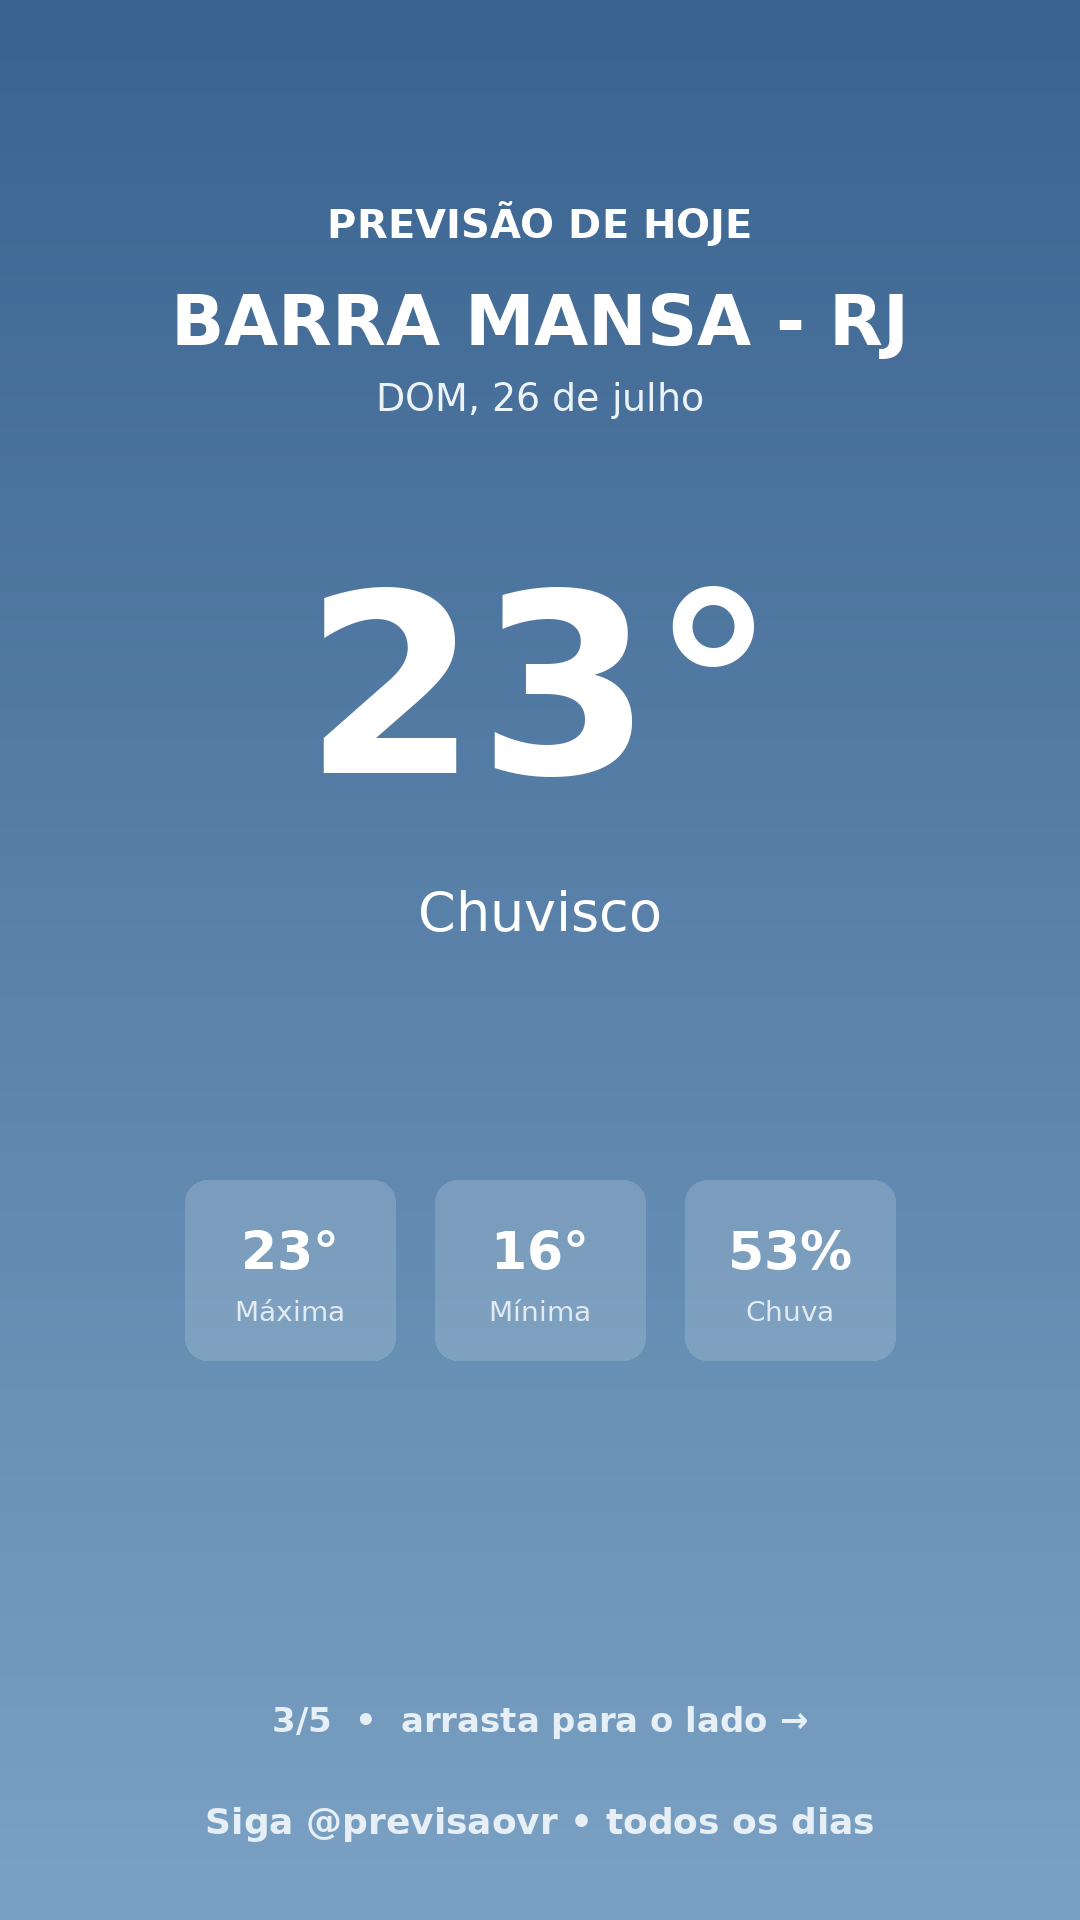 PREVISÃO DE HOJE
BARRA MANSA - RJ
DOM, 26 de julho
23°
Chuvisco
23° 16° 53%
Máxima Mínima Chuva
3/5 • arrasta para o lado →
Siga @previsaovr • todos os dias